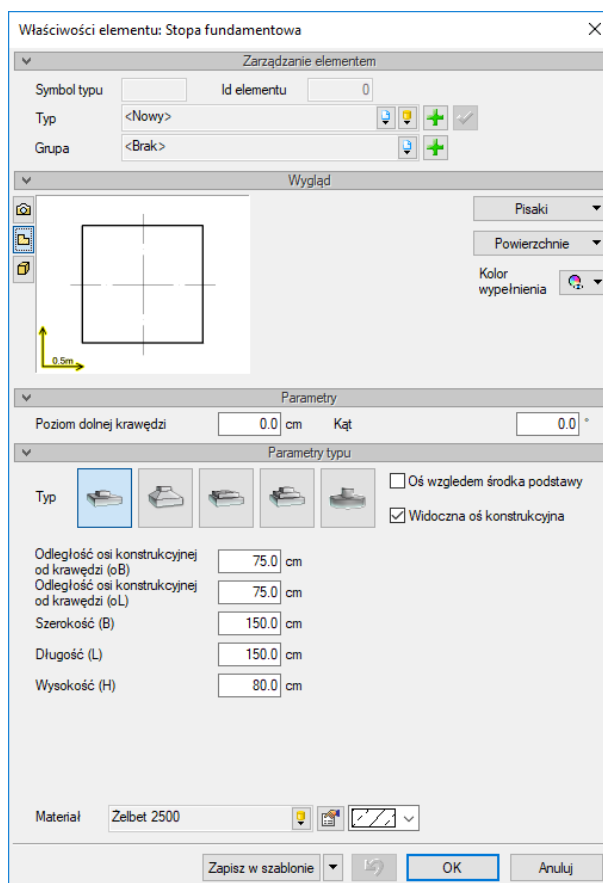 Właściwości elementu: Stopa fundamentowa
Zarządzanie elementem
Symbol typu Id elementu 0
Typ <Nowy>
Grupa <Brak>
Wygląd
Pisaki
Powierzchnie
Kolor
wypełnienia
0.5m
Parametry
Poziom dolnej krawędzi 0.0 cm Kąt 0.0 °
Parametry typu
Typ
Oś wzgledem środka podstawy
Widoczna oś konstrukcyjna
Odległość osi konstrukcyjnej
od krawędzi (oB) 75.0 cm
Odległość osi konstrukcyjnej
od krawędzi (oL) 75.0 cm
Szerokość (B) 150.0 cm
Długość (L) 150.0 cm
Wysokość (H) 80.0 cm
Materiał Żelbet 2500
Zapisz w szablonie OK Anuluj